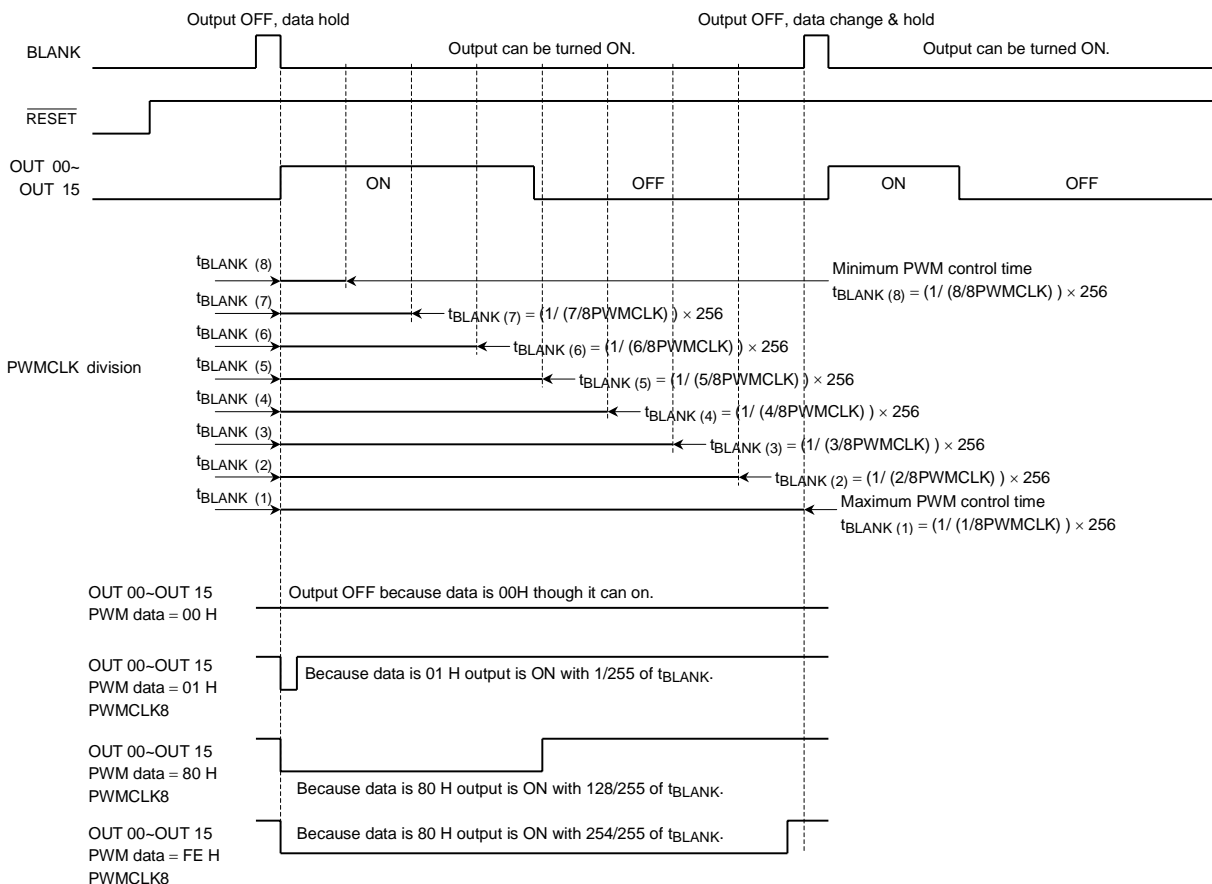 Output OFF, data hold
Output OFF, data change & hold
BLANK
Output can be turned ON.
Output can be turned ON.
RESET
OUT 00~
OUT 15
ON
OFF
ON
OFF
tBLANK (8)
Minimum PWM control time
tBLANK (8) = (1/ (8/8PWMCLK) ) × 256
tBLANK (7)
tBLANK (7) = (1/ (7/8PWMCLK) ) × 256
tBLANK (6)
tBLANK (6) = (1/ (6/8PWMCLK) ) × 256
PWMCLK division
tBLANK (5)
tBLANK (5) = (1/ (5/8PWMCLK) ) × 256
tBLANK (4)
tBLANK (4) = (1/ (4/8PWMCLK) ) × 256
tBLANK (3)
tBLANK (3) = (1/ (3/8PWMCLK) ) × 256
tBLANK (2)
tBLANK (2) = (1/ (2/8PWMCLK) ) × 256
tBLANK (1)
Maximum PWM control time
tBLANK (1) = (1/ (1/8PWMCLK) ) × 256
OUT 00~OUT 15
PWM data = 00 H
Output OFF because data is 00H though it can on.
OUT 00~OUT 15
PWM data = 01 H
PWMCLK8
Because data is 01 H output is ON with 1/255 of tBLANK.
OUT 00~OUT 15
PWM data = 80 H
PWMCLK8
Because data is 80 H output is ON with 128/255 of tBLANK.
OUT 00~OUT 15
PWM data = FE H
PWMCLK8
Because data is 80 H output is ON with 254/255 of tBLANK.